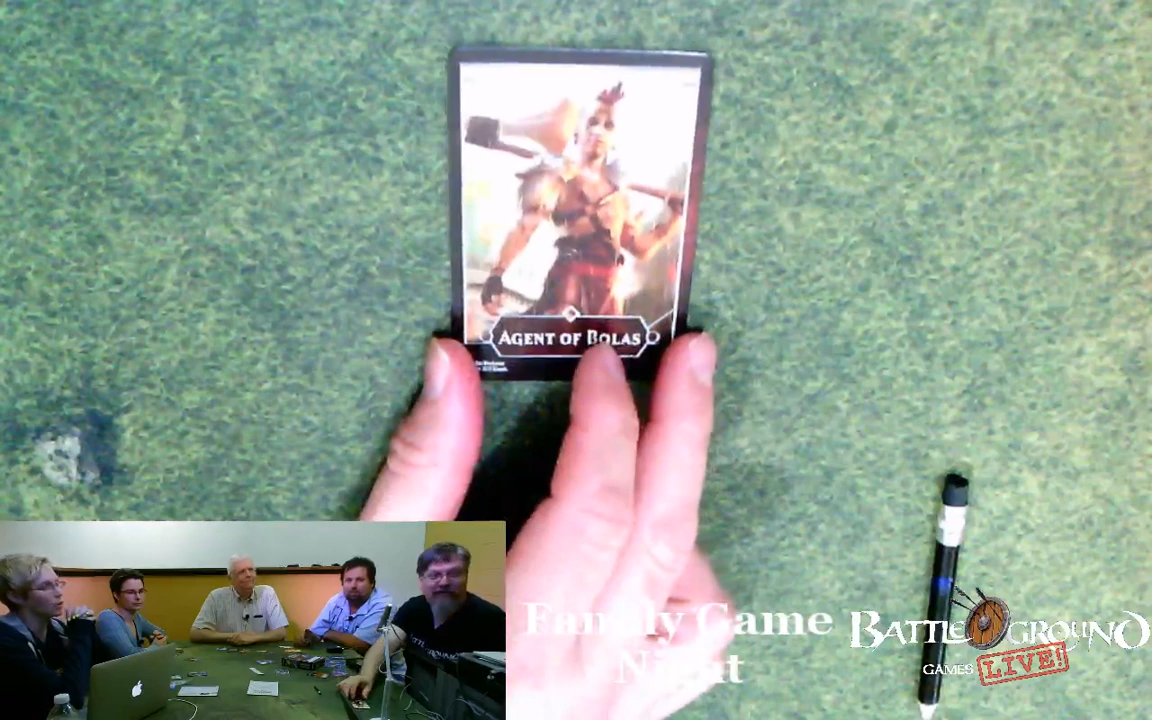 AGENT OF BOLAS
Family Game
Night
BATTLEGROUND
GAMES LIVE!